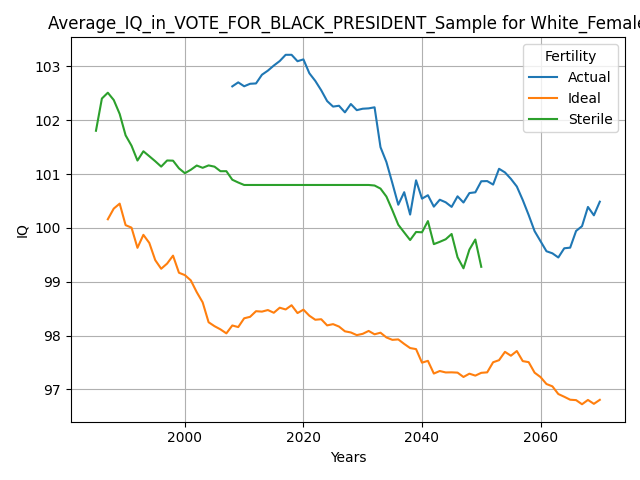 Average_IQ_in_VOTE_FOR_BLACK_PRESIDENT_Sample for White_Female
Fertility
Actual
Ideal
Sterile
103
102
101
100
99
98
97
IQ
2000
2020
2040
2060
Years